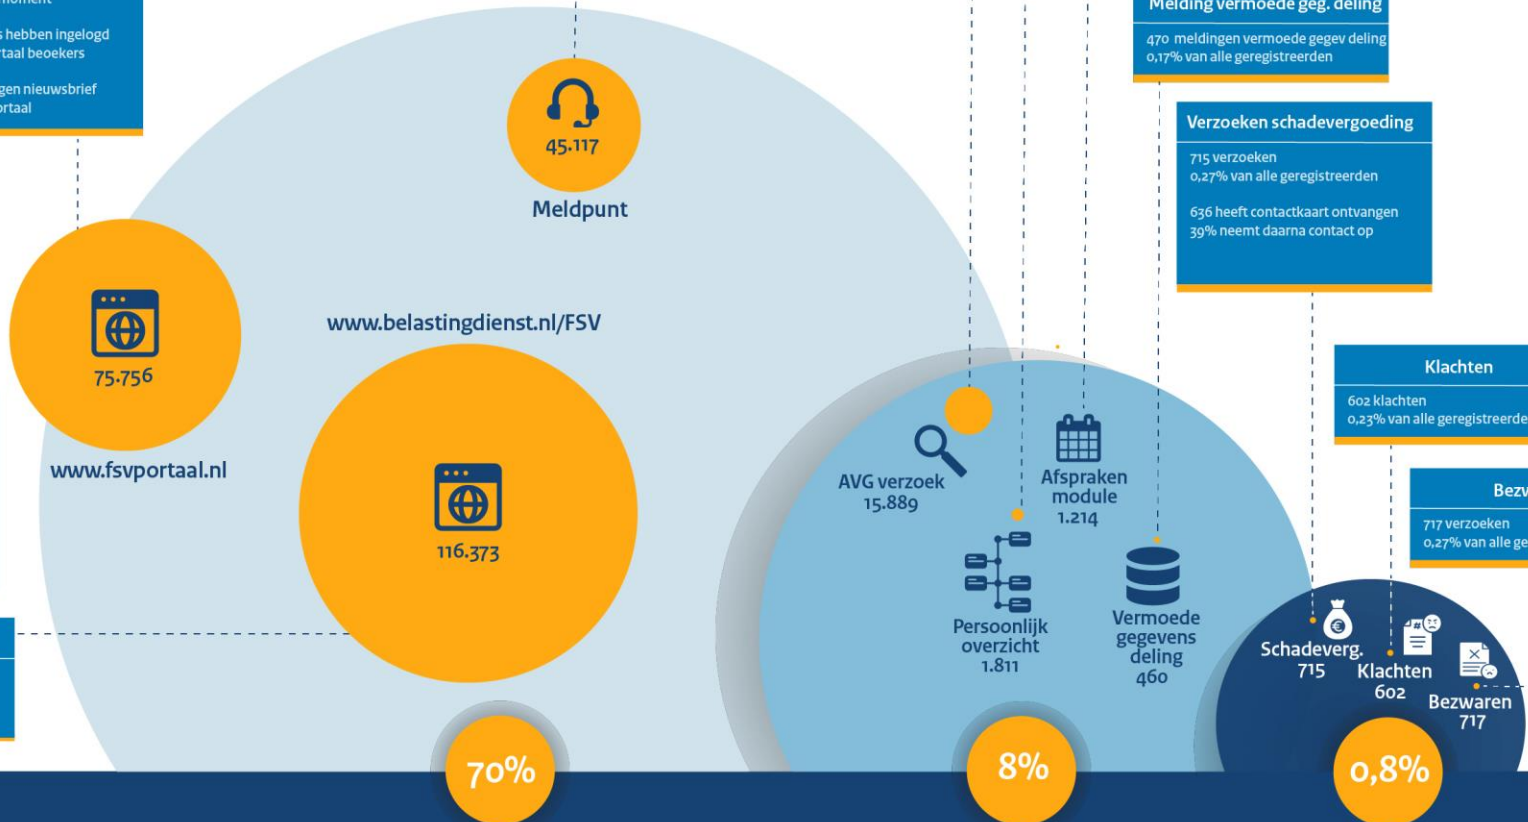 moment
s hebben ingelogd
rtaal beoekers
gen nieuwsbrief
ortaal
45.117
Meldpunt
75.756
www.fsvportaal.nl
www.belastingdienst.nl/FSV
116.373
Melding vermoede geg. deling
470 meldingen vermoede gegev deling
0,17% van alle geregistreerden
Verzoeken schadevergoeding
715 verzoeken
0,27% van alle geregistreerden
636 heeft contactkaart ontvangen
39% neemt daarna contact op
Klachten
602 klachten
0,23% van alle geregistreerde
Bezw
717 verzoeken
0,27% van alle ge
AVG verzoek
15.889
Afspraken
module
1.214
Persoonlijk
overzicht
1.811
Vermoede
gegevens
deling
460
Schadeverg.
715
Klachten
602
Bezwaren
717
70%
8%
0,8%